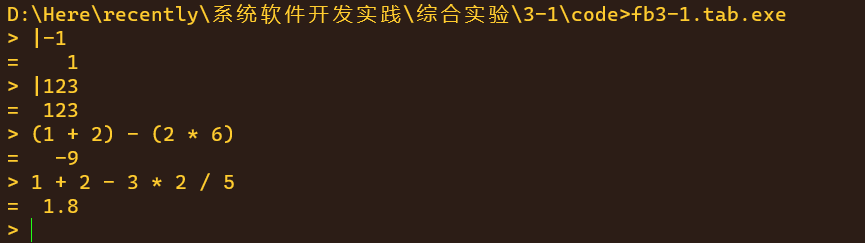 D:\Here\recently\系统软件开发实践\综合实验\3-1\code>fb3-1.tab.exe
> |-1
=    1
> |123
=  123
> (1 + 2) - (2 * 6)
=   -9
> 1 + 2 - 3 * 2 / 5
=  1.8
>